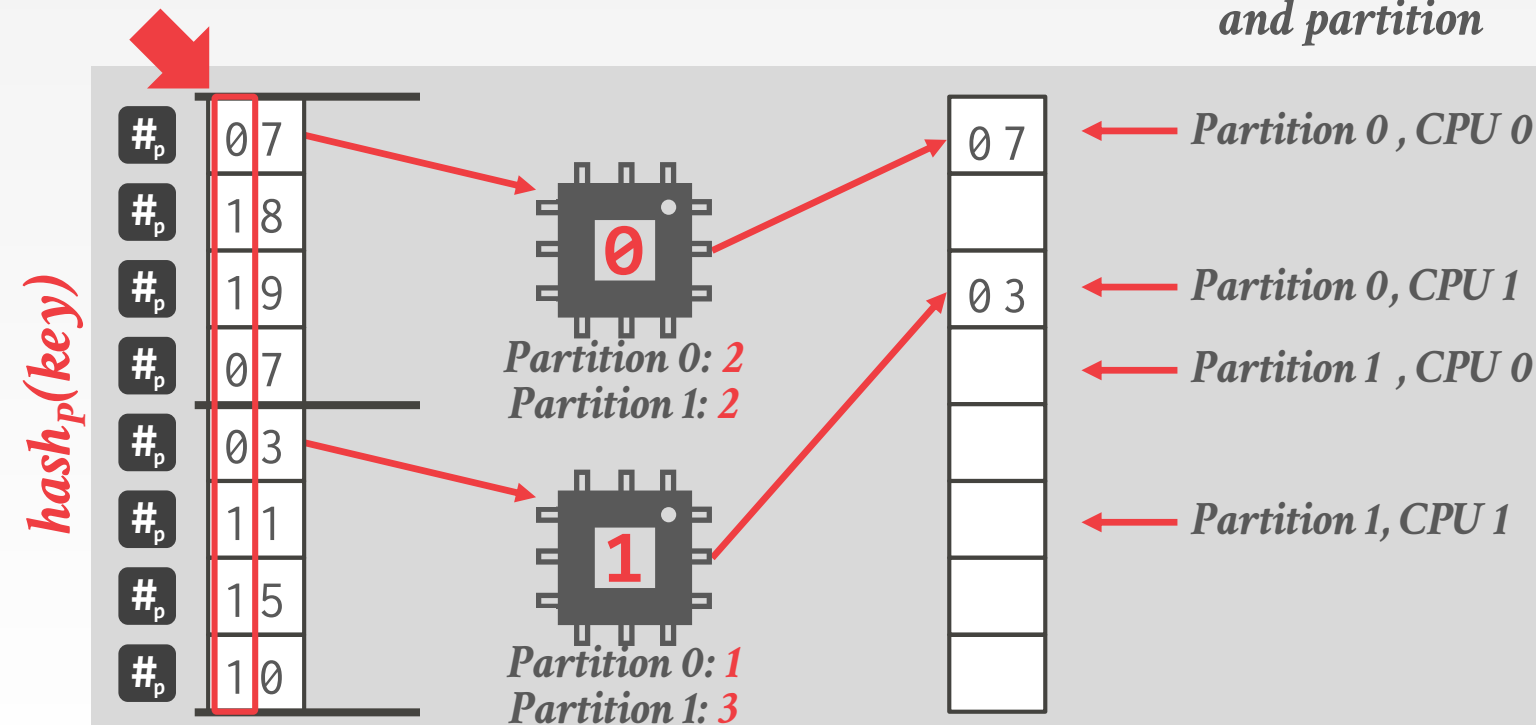 and partition
hashp(key)
#p 07
#p 18
#p 19
#p 07
#p 03
#p 11
#p 15
#p 10
0
Partition 0: 2
Partition 1: 2
1
Partition 0: 1
Partition 1: 3
07
03
Partition 0 , CPU 0
Partition 0, CPU 1
Partition 1 , CPU 0
Partition 1, CPU 1